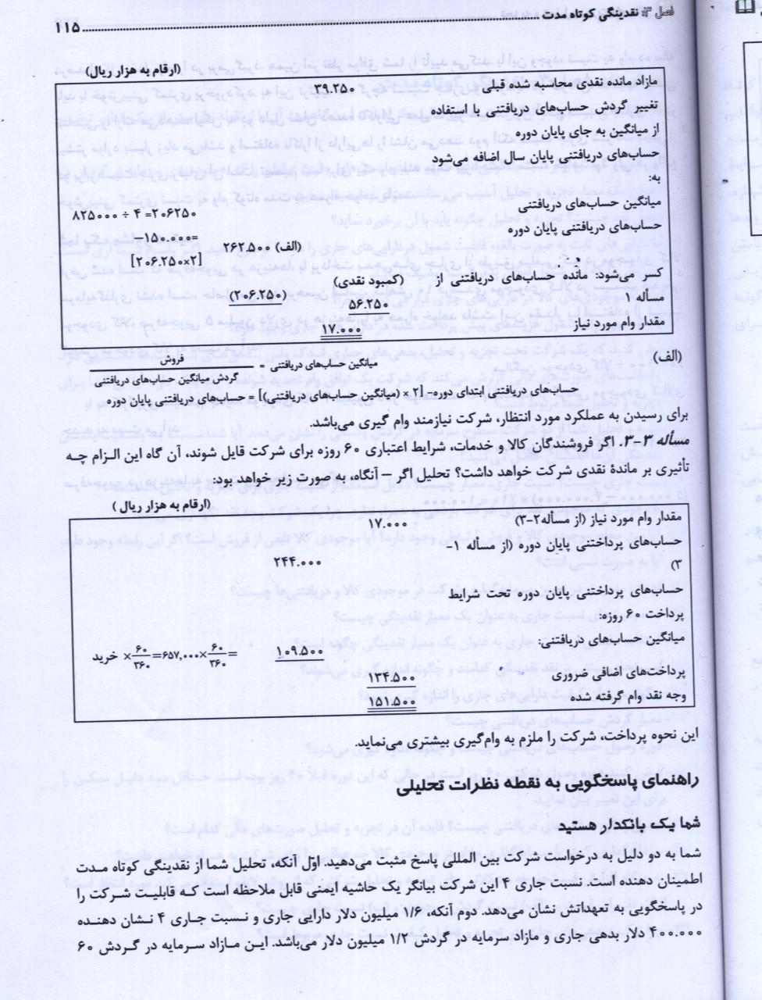 فصل ۳: نقدینگی کوتاه مدت ........ ۱۱۵
(ارقام به هزار ریال)
مازاد مانده نقدی محاسبه شده قبلی ۳۹.۲۵۰
تغییر گردش حساب‌های دریافتنی با استفاده
از میانگین به جای پایان دوره
حساب‌های دریافتنی پایان سال اضافه می‌شود
به:
میانگین حساب‌های دریافتنی ۸۲۵۰۰۰ ÷ ۴ =۲۰۶۲۵۰
حساب‌های دریافتنی پایان دوره
=۱۵۰.۰۰۰−
(الف) ۲۶۲.۵۰۰ [۲۰۶.۲۵۰×۲]
کسر می‌شود: مانده حساب‌های دریافتنی از (کمبود نقدی)
مسأله ۱ ۵۶.۲۵۰ (۲۰۶.۲۵۰)
مقدار وام مورد نیاز ۱۷.۰۰۰
(الف)
میانگین حساب‌های دریافتنی = فروش / گردش میانگین حساب‌های دریافتنی
حساب‌های دریافتنی ابتدای دوره- [۲ × (میانگین حساب‌های دریافتنی)] = حساب‌های دریافتنی پایان دوره
برای رسیدن به عملکرد مورد انتظار، شرکت نیازمند وام گیری می‌باشد.
مسأله ۳-۳. اگر فروشندگان کالا و خدمات، شرایط اعتباری ۶۰ روزه برای شرکت قایل شوند، آن گاه این الزام چه
تأثیری بر ماندهٔ نقدی شرکت خواهد داشت؟ تحلیل اگر – آنگاه، به صورت زیر خواهد بود:
(ارقام به هزار ریال )
مقدار وام مورد نیاز (از مسأله۲-۳) ۱۷.۰۰۰
حساب‌های پرداختنی پایان دوره (از مسأله ۱-
۳) ۲۴۴.۰۰۰
حساب‌های پرداختنی پایان دوره تحت شرایط
پرداخت ۶۰ روزه:
میانگین حساب‌های دریافتنی: ۱۰۹.۵۰۰ خرید ×۶۰/۳۶۰=۶۵۷,۰۰۰×۶۰/۳۶۰=
پرداخت‌های اضافی ضروری ۱۳۴.۵۰۰
وجه نقد وام گرفته شده ۱۵۱.۵۰۰
این نحوه پرداخت، شرکت را ملزم به وام‌گیری بیشتری می‌نماید.
راهنمای پاسخگویی به نقطه نظرات تحلیلی
شما یک بانکدار هستید
شما به دو دلیل به درخواست شرکت بین المللی پاسخ مثبت می‌دهید. اوّل آنکه، تحلیل شما از نقدینگی کوتاه مدت
اطمینان دهنده است. نسبت جاری ۴ این شرکت بیانگر یک حاشیه ایمنی قابل ملاحظه است که قابلیت شرکت را
در پاسخگویی به تعهداتش نشان می‌دهد. دوم آنکه، ۱/۶ میلیون دلار دارایی جاری و نسبت جاری ۴ نشان دهنده
۴۰۰.۰۰۰ دلار بدهی جاری و مازاد سرمایه در گردش ۱/۲ میلیون دلار می‌باشد. این مازاد سرمایه در گردش ۶۰